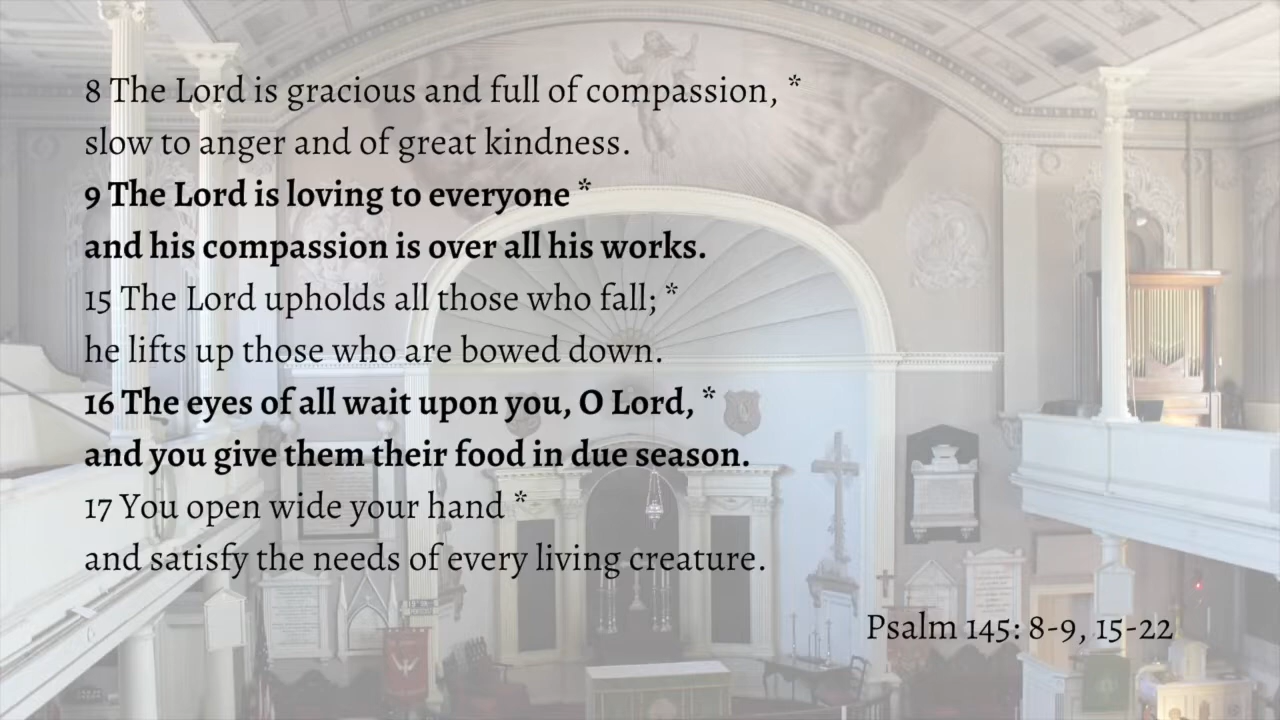 8 The Lord is gracious and full of compassion, *
slow to anger and of great kindness.
9 The Lord is loving to everyone *
and his compassion is over all his works.
15 The Lord upholds all those who fall; *
he lifts up those who are bowed down.
16 The eyes of all wait upon you, O Lord, *
and you give them their food in due season.
17 You open wide your hand *
and satisfy the needs of every living creature.
Psalm 145: 8-9, 15-22